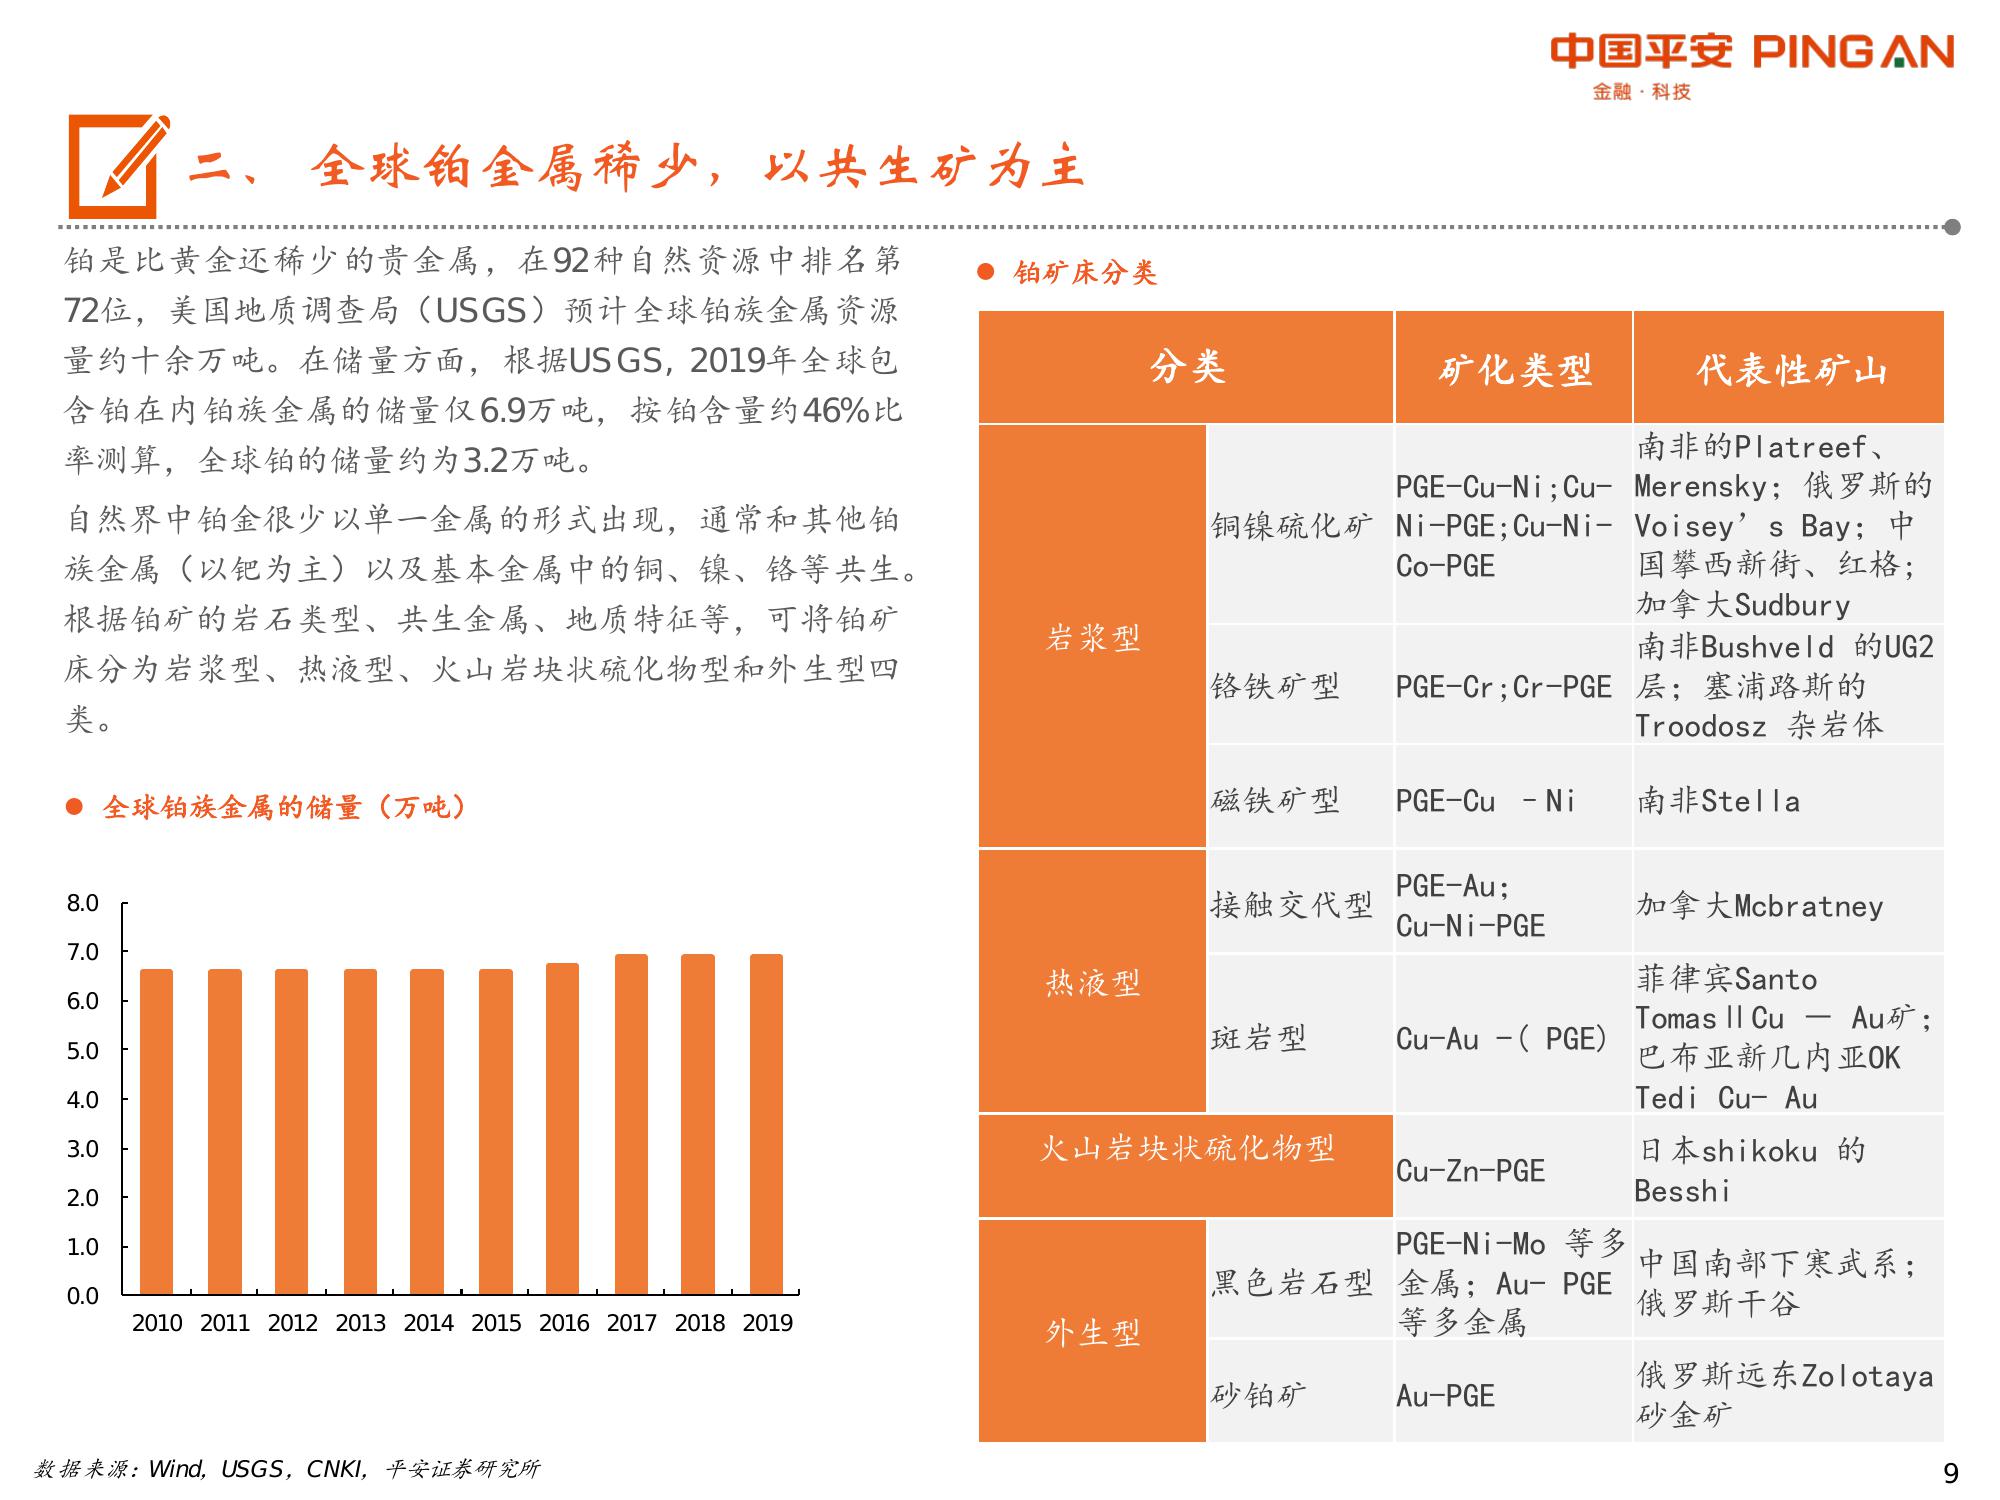 中国平安 PING AN
金融·科技
二、 全球铂金属稀少，以共生矿为主
铂是比黄金还稀少的贵金属，在92种自然资源中排名第
72位，美国地质调查局（USGS）预计全球铂族金属资源
量约十余万吨。在储量方面，根据USGS，2019年全球包
含铂在内铂族金属的储量仅6.9万吨，按铂含量约46%比
率测算，全球铂的储量约为3.2万吨。
自然界中铂金很少以单一金属的形式出现，通常和其他铂
族金属（以钯为主）以及基本金属中的铜、镍、铬等共生。
根据铂矿的岩石类型、共生金属、地质特征等，可将铂矿
床分为岩浆型、热液型、火山岩块状硫化物型和外生型四
类。
全球铂族金属的储量（万吨）
8.0
7.0
6.0
5.0
4.0
3.0
2.0
1.0
0.0
2010 2011 2012 2013 2014 2015 2016 2017 2018 2019
铂矿床分类
分类 矿化类型 代表性矿山
岩浆型
铜镍硫化矿
PGE-Cu-Ni;Cu-
Ni-PGE;Cu-Ni-
Co-PGE
南非的Platreef、
Merensky；俄罗斯的
Voisey’s Bay；中
国攀西新街、红格；
加拿大Sudbury
铬铁矿型
PGE-Cr;Cr-PGE
南非Bushveld 的UG2
层；塞浦路斯的
Troodosz 杂岩体
磁铁矿型
PGE-Cu –Ni
南非Stella
热液型
接触交代型
PGE-Au；
Cu-Ni-PGE
加拿大Mcbratney
斑岩型
Cu-Au -( PGE)
菲律宾Santo
TomasⅡCu — Au矿；
巴布亚新几内亚OK
Tedi Cu- Au
火山岩块状硫化物型
Cu-Zn-PGE
日本shikoku 的
Besshi
外生型
黑色岩石型
PGE-Ni-Mo 等多
金属；Au- PGE
等多金属
中国南部下寒武系；
俄罗斯干谷
砂铂矿
Au-PGE
俄罗斯远东Zolotaya
砂金矿
数据来源：Wind，USGS，CNKI，平安证券研究所
9